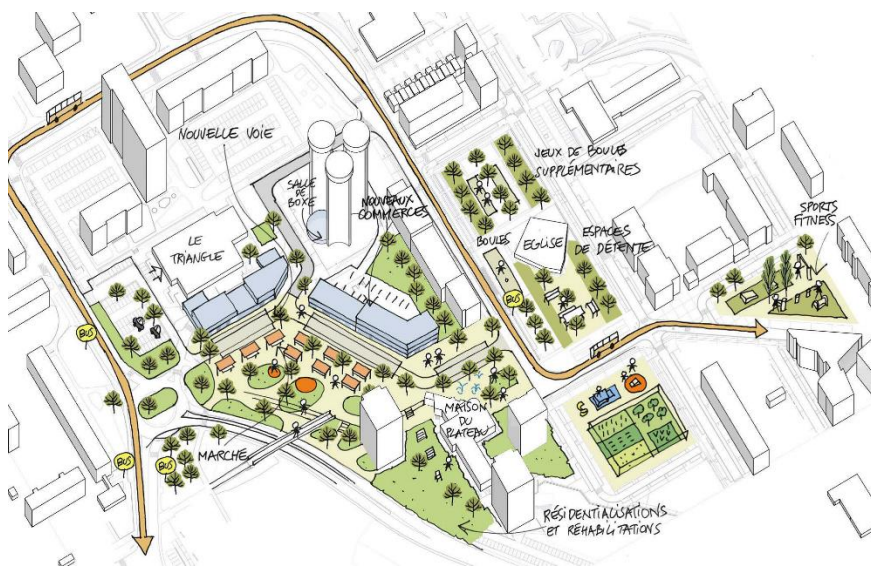 NOUVELLE VOIE
SALLE
DE
BOXE
NOUVEAUX
COMMERCES
JEUX DE BOULES
SUPPLÉMENTAIRES
LE
TRIANGLE
BOULES
EGLISE
ESPACES
DE DÉTENTE
SPORTS
FITNESS
BUS
BUS
MAISON
DU
PLATEAU
MARCHÉ
BUS
BUS
RÉSIDENTIALISATIONS
ET RÉHABILITATIONS